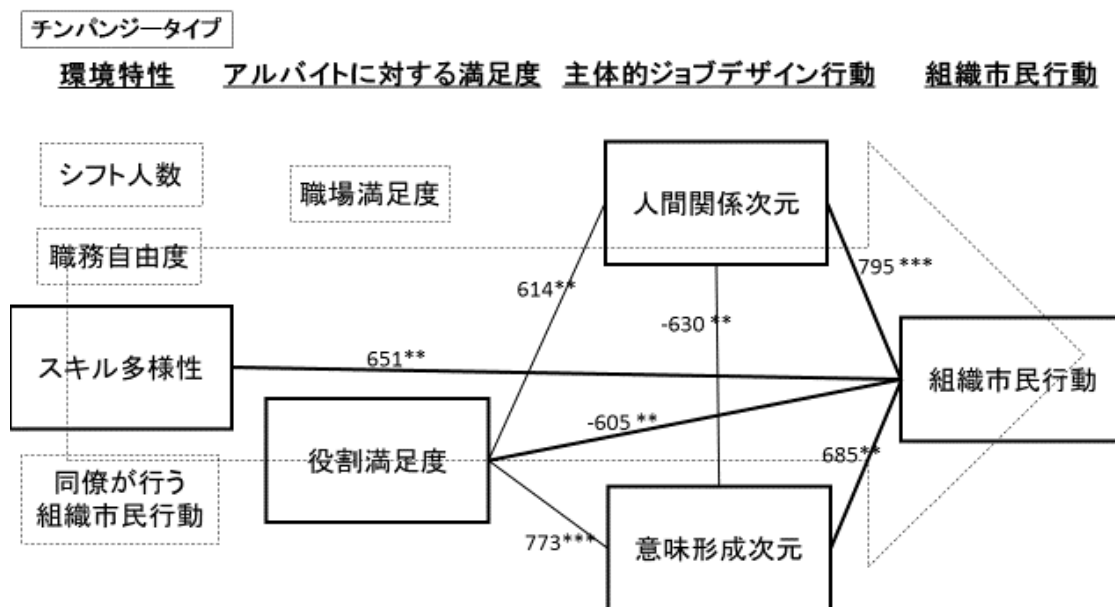 チンパンジータイプ
環境特性 アルバイトに対する満足度 主体的ジョブデザイン行動 組織市民行動
シフト人数
職場満足度
人間関係次元
職務自由度
795 ***
614**
-630 **
スキル多様性
651**
組織市民行動
-605 **
役割満足度
685**
同僚が行う
組織市民行動
773***
意味形成次元